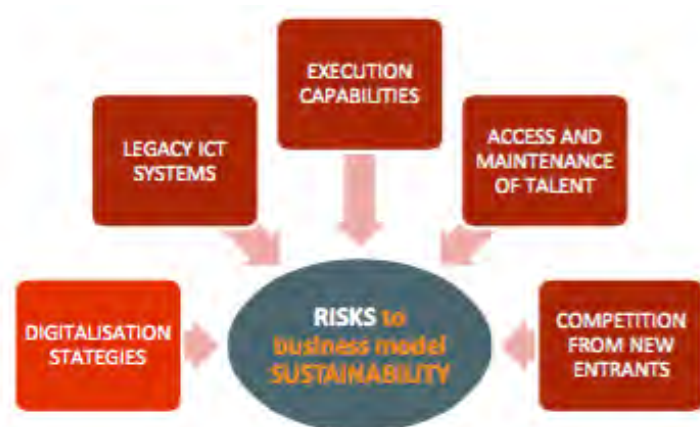 EXECUTION
CAPABILITIES
LEGACY ICT
SYSTEMS
ACCESS AND
MAINTENANCE
OF TALENT
DIGITALISATION
STATEGIES
RISKS to
business model
SUSTAINABILITY
COMPETITION
FROM NEW
ENTRANTS